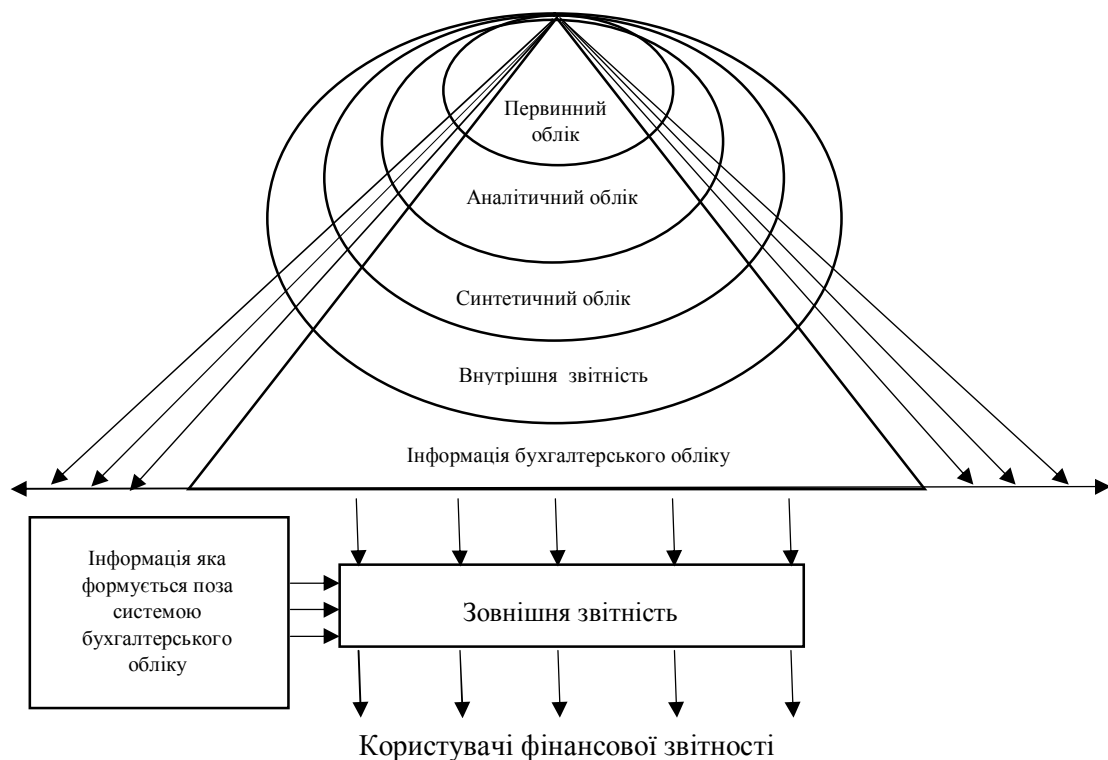 Первинний
облік
Аналітичний облік
Синтетичний облік
Внутрішня звітність
Інформація бухгалтерського обліку
Інформація яка
формується поза
системою
бухгалтерського
обліку
Зовнішня звітність
Користувачі фінансової звітності